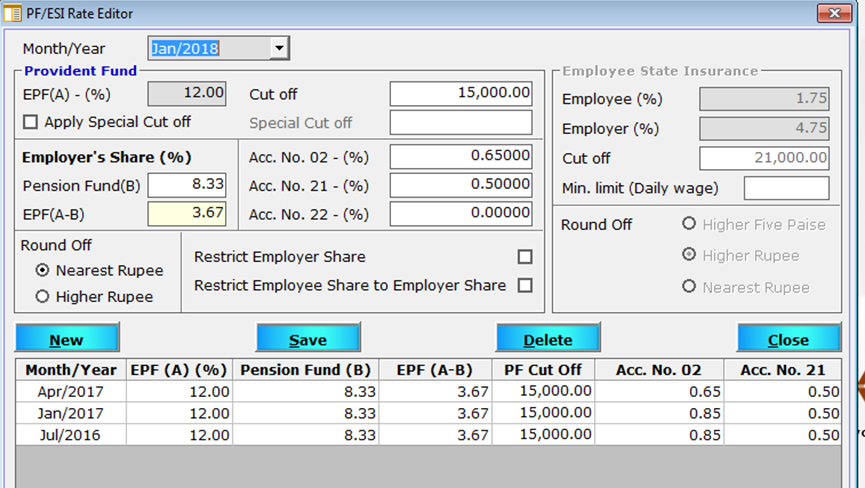 PF/ESI Rate Editor
Month/Year Jan/2018
Provident Fund
EPF(A) - (%) 12.00 Cut off 15,000.00
Apply Special Cut off Special Cut off
Employer's Share (%) Acc. No. 02 - (%) 0.65000
Pension Fund(B) 8.33 Acc. No. 21 - (%) 0.50000
EPF(A-B) 3.67 Acc. No. 22 - (%) 0.00000
Round Off
Nearest Rupee
Higher Rupee
Restrict Employer Share
Restrict Employee Share to Employer Share
Employee State Insurance
Employee (%) 1.75
Employer (%) 4.75
Cut off 21,000.00
Min. limit (Daily wage)
Round Off Higher Five Paise
Higher Rupee
Nearest Rupee
New Save Delete Close
Month/Year EPF (A) (%) Pension Fund (B) EPF (A-B) PF Cut Off Acc. No. 02 Acc. No. 21
Apr/2017 12.00 8.33 3.67 15,000.00 0.65 0.50
Jan/2017 12.00 8.33 3.67 15,000.00 0.85 0.50
Jul/2016 12.00 8.33 3.67 15,000.00 0.85 0.50